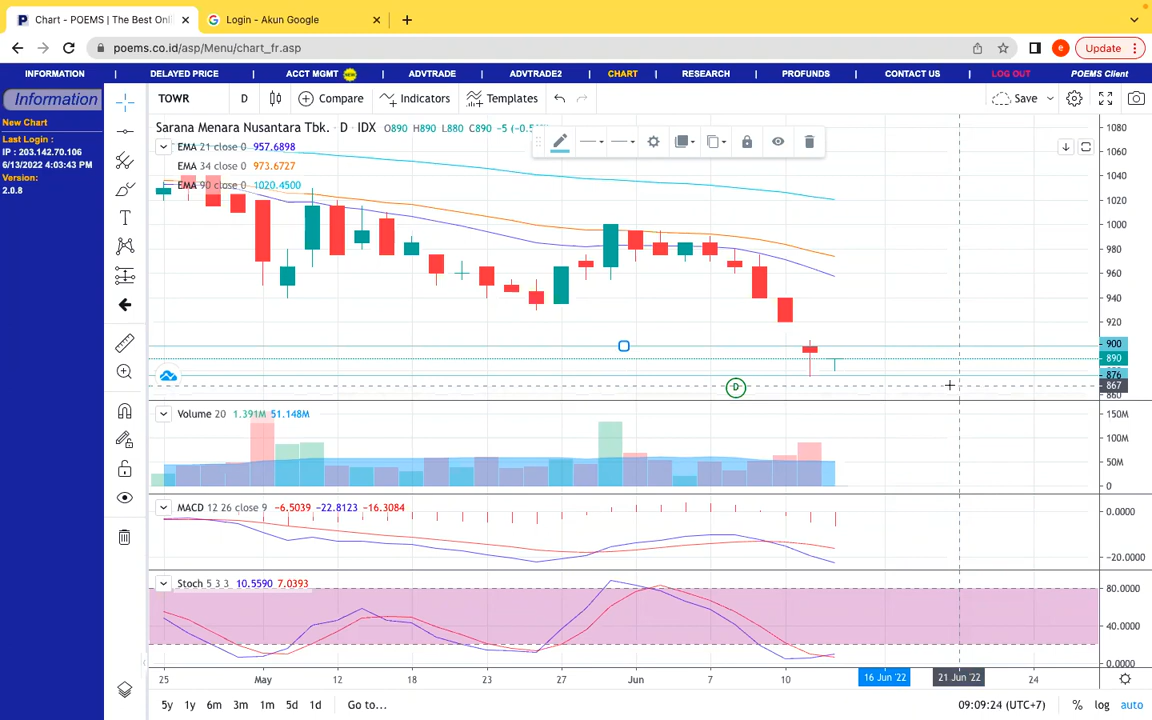 Chart - POEMS | The Best Onl
Login - Akun Google
poems.co.id/asp/Menu/chart_fr.asp
e
Update
INFORMATION | DELAYED PRICE | ACCT MGMT NEW | ADVTRADE | ADVTRADE2 | CHART | RESEARCH | PROFUNDS | CONTACT US | LOG OUT POEMS Client
Information
New Chart
Last Login :
IP : 203.142.70.106
6/13/2022 4:03:43 PM
Version:
2.0.8
TOWR D Compare Indicators Templates Save
Sarana Menara Nusantara Tbk. · D · IDX O890 H890 L880 C890 −5
EMA 21 close 0 957.6898
EMA 34 close 0 973.6727
EMA 90 close 0 1020.4500
1080
1060
1040
1020
1000
980
960
940
920
900
890
876
867
860
D
Volume 20 1.391M 51.148M
150M
100M
50M
0
MACD 12 26 close 9 −6.5039 −22.8123 −16.3084
0.0000
−20.0000
Stoch 5 3 3 10.5590 7.0393
80.0000
40.0000
0.0000
25 May 12 18 23 27 Jun 7 10 16 Jun '22 21 Jun '22 24
5y 1y 6m 3m 1m 5d 1d Go to... 09:09:24 (UTC+7) % log auto